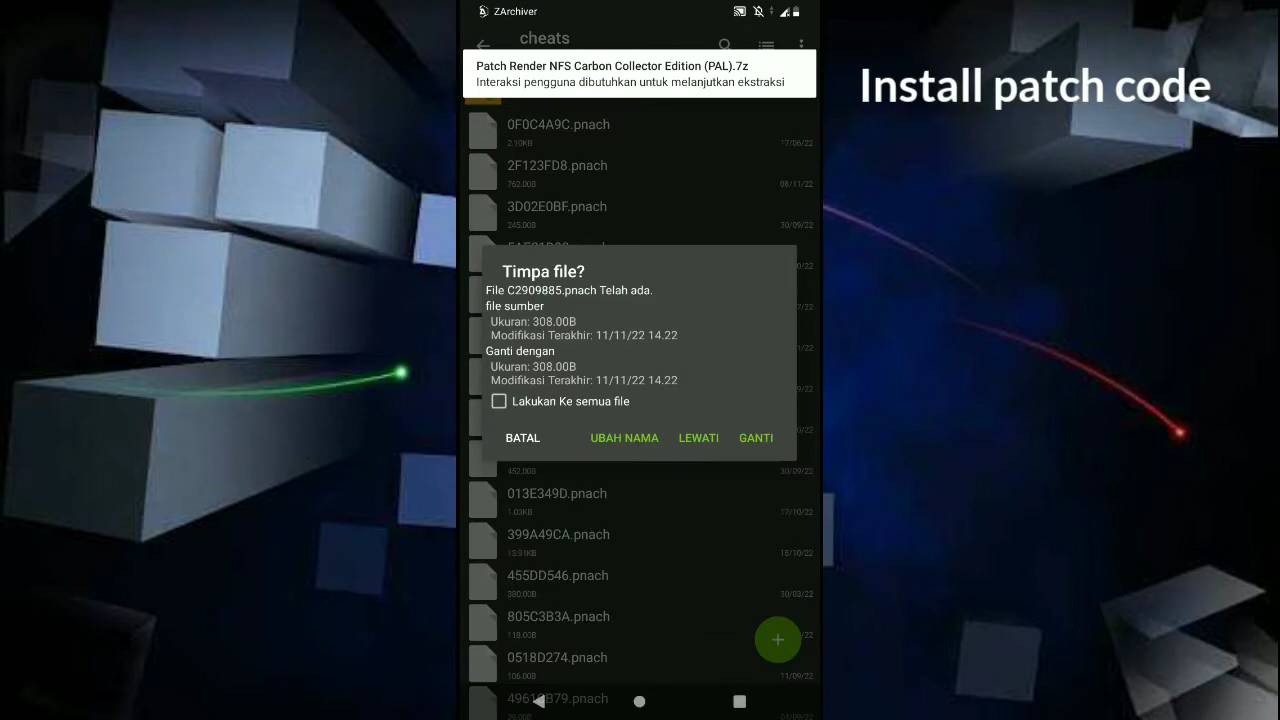 ZArchiver
cheats
Install patch code
Patch Render NFS Carbon Collector Edition (PAL).7z
Interaksi pengguna dibutuhkan untuk melanjutkan ekstraksi
0F0C4A9C.pnach
2.10KB
17/06/22
2F123FD8.pnach
762.00B
08/11/22
3D02E0BF.pnach
245.00B
30/09/22
Timpa file?
File C2909885.pnach Telah ada.
file sumber
Ukuran: 308.00B
Modifikasi Terakhir: 11/11/22 14.22
Ganti dengan
Ukuran: 308.00B
Modifikasi Terakhir: 11/11/22 14.22
Lakukan Ke semua file
BATAL
UBAH NAMA
LEWATI
GANTI
452.00B
30/09/22
013E349D.pnach
1.03KB
17/10/22
399A49CA.pnach
13.91KB
18/10/22
455DD546.pnach
380.00B
30/03/22
805C3B3A.pnach
118.00B
/22
0518D274.pnach
106.00B
11/09/22